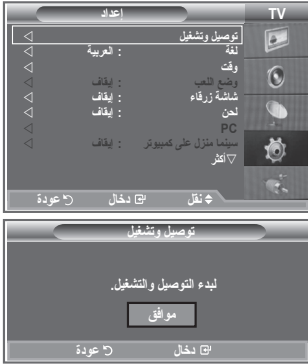 TV
إعداد
توصيل وتشغيل
لغة : العربية
وقت
وضع اللعب : إيقاف
شاشة زرقاء : إيقاف
لحن : إيقاف
PC
سينما منزل على كمبيوتر : إيقاف
▽أكثر
نقل دخال عودة
توصيل وتشغيل
لبدء التوصيل والتشغيل.
موافق
دخال عودة